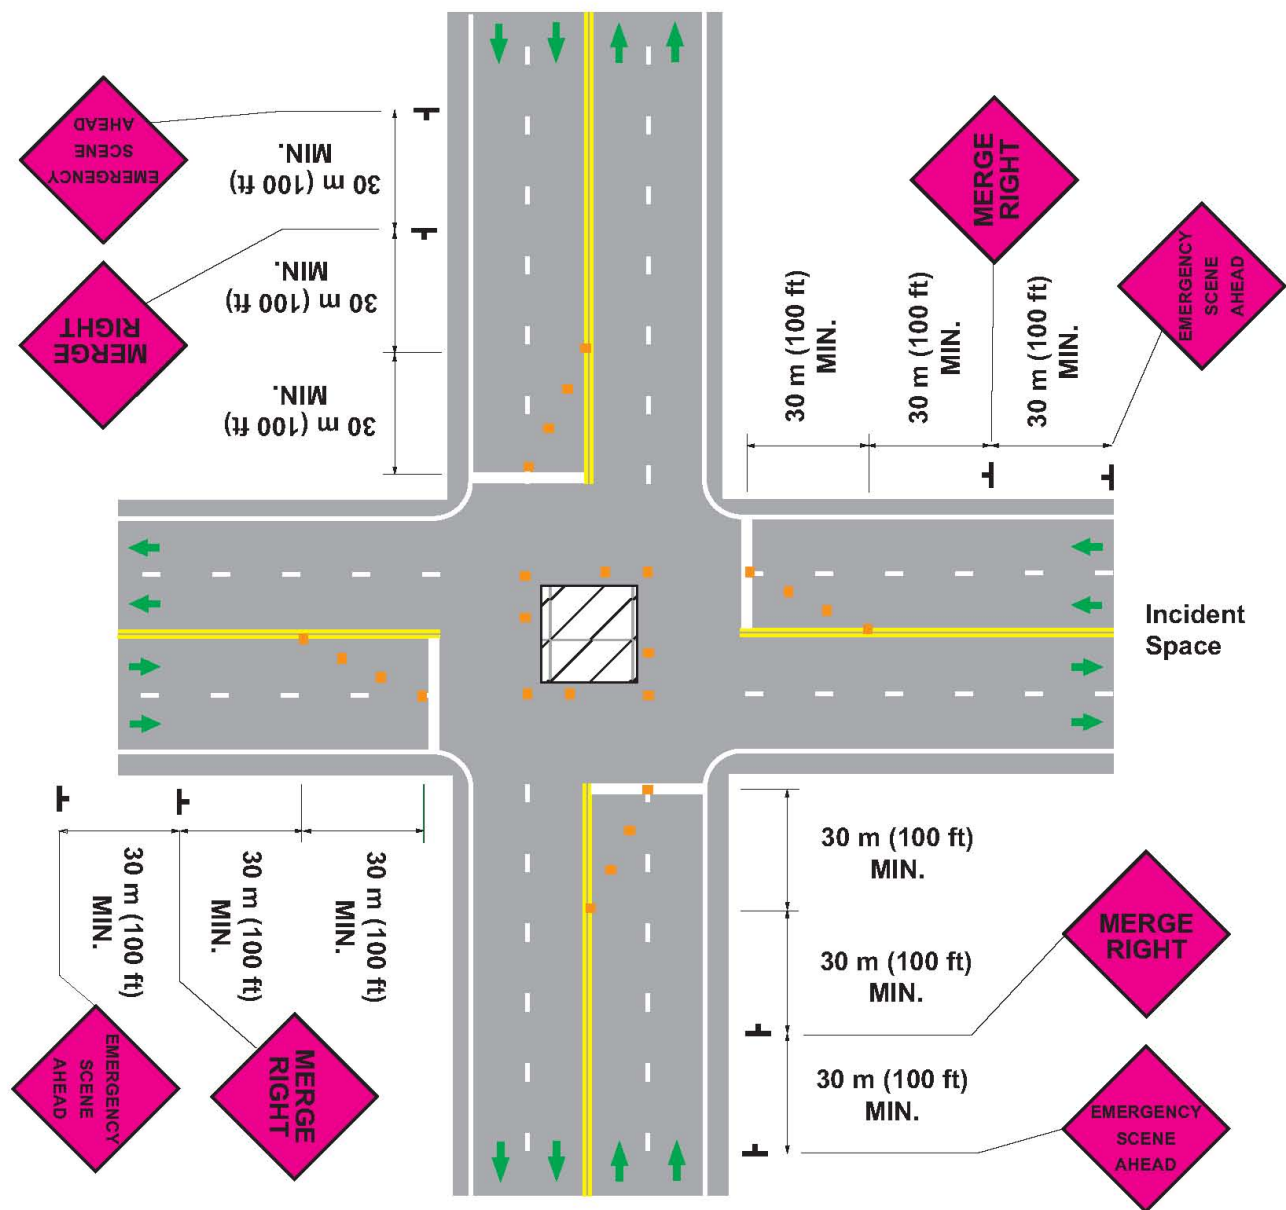 EMERGENCY
SCENE
AHEAD
30 m (100 ft)
MIN.
MERGE
RIGHT
30 m (100 ft)
MIN.
30 m (100 ft)
MIN.
MERGE
RIGHT
EMERGENCY
SCENE
AHEAD
30 m (100 ft)
MIN.
30 m (100 ft)
MIN.
30 m (100 ft)
MIN.
Incident
Space
30 m (100 ft)
MIN.
30 m (100 ft)
MIN.
30 m (100 ft)
MIN.
EMERGENCY
SCENE
AHEAD
MERGE
RIGHT
30 m (100 ft)
MIN.
MERGE
RIGHT
30 m (100 ft)
MIN.
30 m (100 ft)
MIN.
EMERGENCY
SCENE
AHEAD